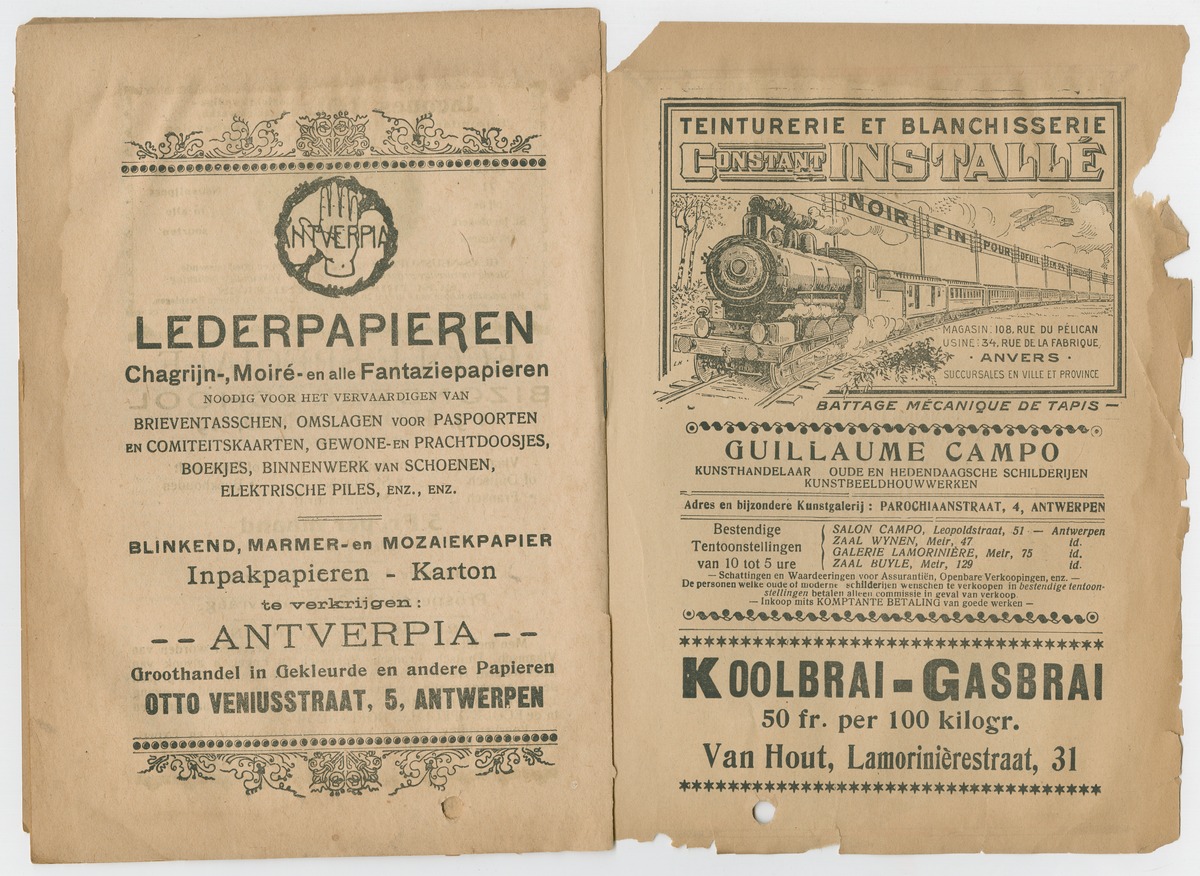 ANTVERPIA
LEDERPAPIEREN
Chagrijn-, Moiré- en alle Fantaziepapieren
NOODIG VOOR HET VERVAARDIGEN VAN
BRIEVENTASSCHEN, OMSLAGEN VOOR PASPOORTEN
EN COMITEITSKAARTEN, GEWONE- EN PRACHTDOOSJES,
BOEKJES, BINNENWERK VAN SCHOENEN,
ELEKTRISCHE PILES, ENZ., ENZ.
BLINKEND, MARMER- en MOZAIEKPAPIER
Inpakpapieren - Karton
te verkrijgen:
-- ANTVERPIA --
Groothandel in Gekleurde en andere Papieren
OTTO VENIUSSTRAAT, 5, ANTWERPEN
TEINTURERIE ET BLANCHISSERIE
CONSTANT INSTALLÉ
NOIR FIN POUR DEUIL
MAGASIN: 108, RUE DU PÉLICAN
USINE: 34, RUE DE LA FABRIQUE,
· ANVERS ·
SUCCURSALES EN VILLE ET PROVINCE
BATTAGE MÉCANIQUE DE TAPIS —
GUILLAUME CAMPO
KUNSTHANDELAAR OUDE EN HEDENDAAGSCHE SCHILDERIJEN
KUNSTBEELDHOUWWERKEN
Adres en bijzondere Kunstgalerij : PAROCHIAANSTRAAT, 4, ANTWERPEN
Bestendige
Tentoonstellingen
van 10 tot 5 ure
SALON CAMPO, Leopoldstraat, 51 — Antwerpen
ZAAL WYNEN, Meir, 47 id.
GALERIE LAMORINIÈRE, Meir, 75 id.
ZAAL BUYLE, Meir, 129 id.
— Schattingen en Waardeeringen voor Assurantiën, Openbare Verkoopingen, enz. —
De personen welke oude of moderne schilderijen wenschen te verkoopen in bestendige tentoon-
stellingen betalen alleen commissie in geval van verkoop.
— Inkoop mits KOMPTANTE BETALING van goede werken —
KOOLBRAI - GASBRAI
50 fr. per 100 kilogr.
Van Hout, Lamorinièrestraat, 31